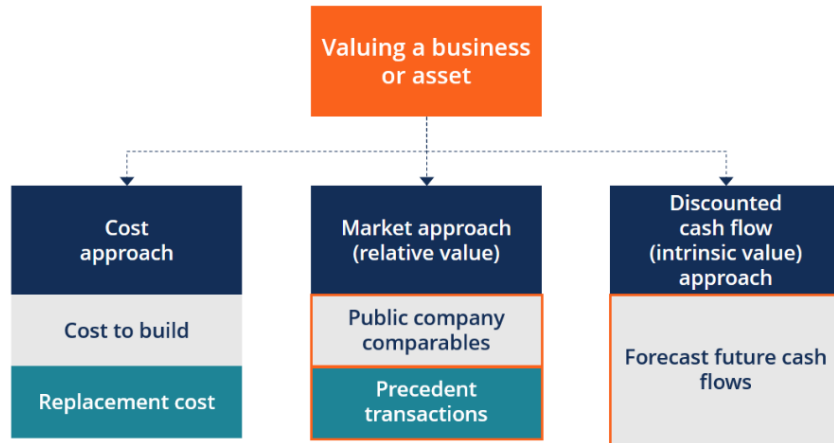 Valuing a business
or asset
Cost
approach
Cost to build
Replacement cost
Market approach
(relative value)
Public company
comparables
Precedent
transactions
Discounted
cash flow
(intrinsic value)
approach
Forecast future cash
flows